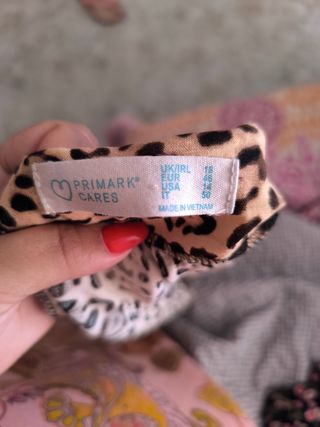 PRIMARK®
CARES
UK/IRL 18
EUR 46
USA 14
IT 50
MADE IN VIETNAM